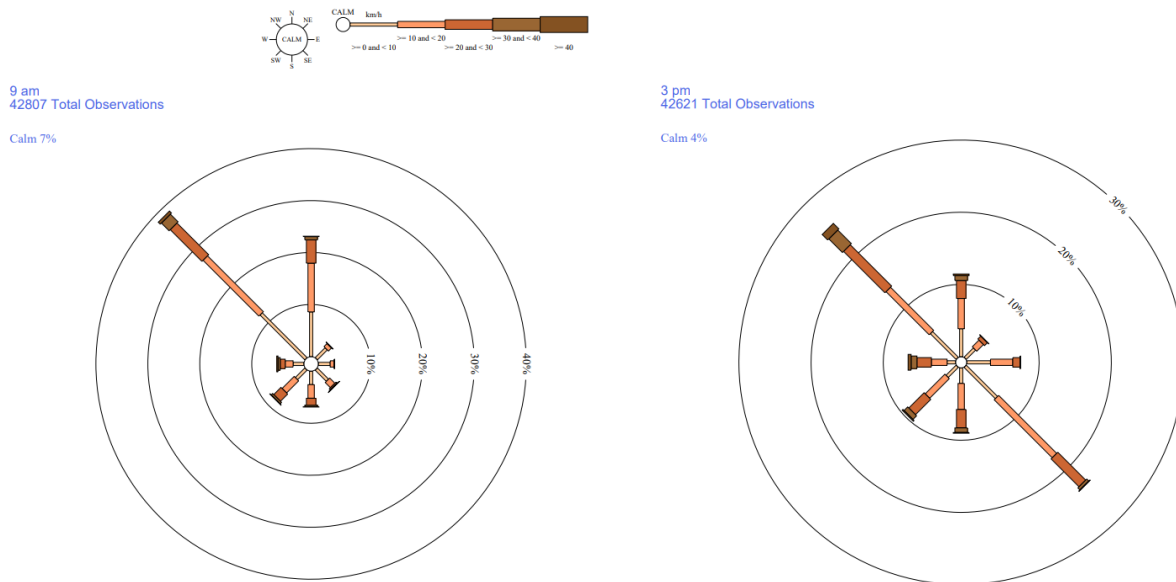 N
NW NE
W CALM E
SW SE
S
CALM km/h
>= 10 and < 20 >= 30 and < 40
>= 0 and < 10 >= 20 and < 30 >= 40
9 am
42807 Total Observations
Calm 7%
10% 20% 30% 40%
3 pm
42621 Total Observations
Calm 4%
30%
20%
10%